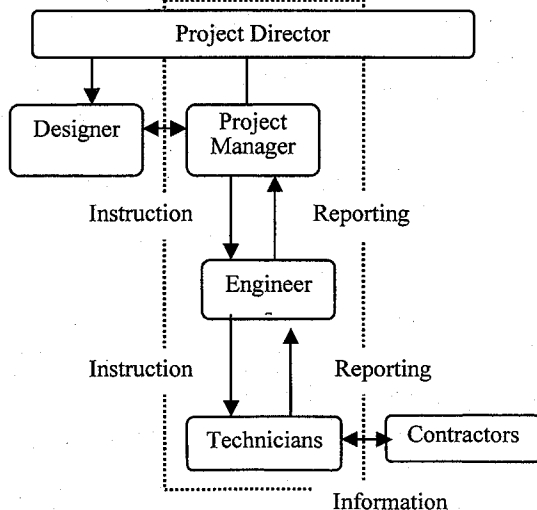 Project Director
Designer
Project
Manager
Instruction
Reporting
Engineer
Instruction
Reporting
Technicians
Contractors
Information